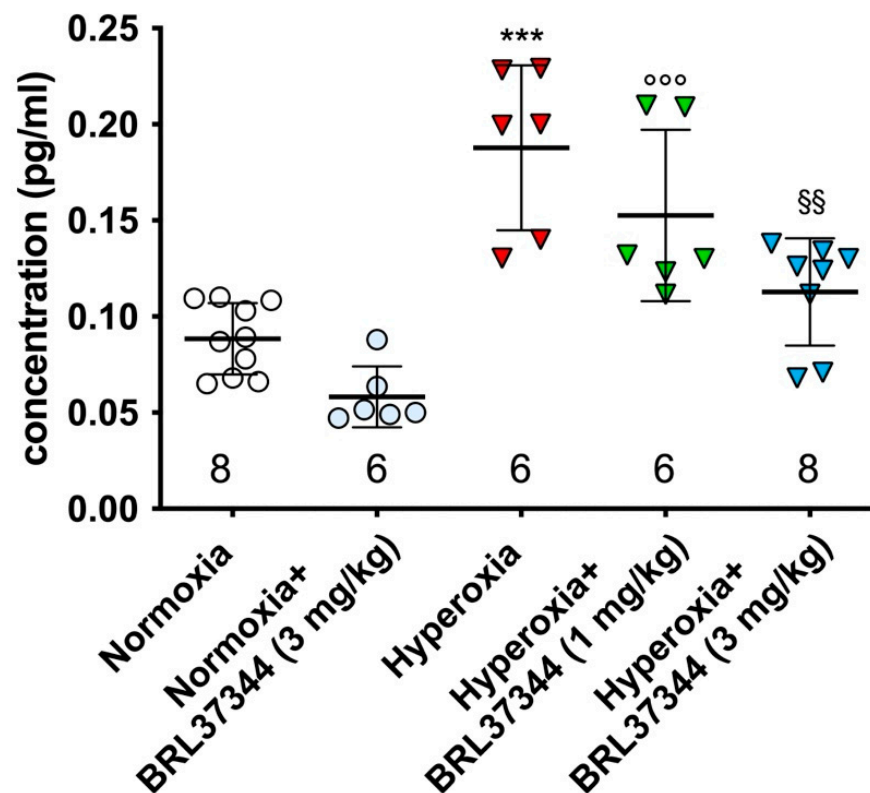 concentration (pg/ml)
0.25
0.20
0.15
0.10
0.05
0.00
***
°°°
§§
8
6
6
6
8
Normoxia
Normoxia+
BRL37344 (3 mg/kg)
Hyperoxia
Hyperoxia+
BRL37344 (1 mg/kg)
Hyperoxia+
BRL37344 (3 mg/kg)